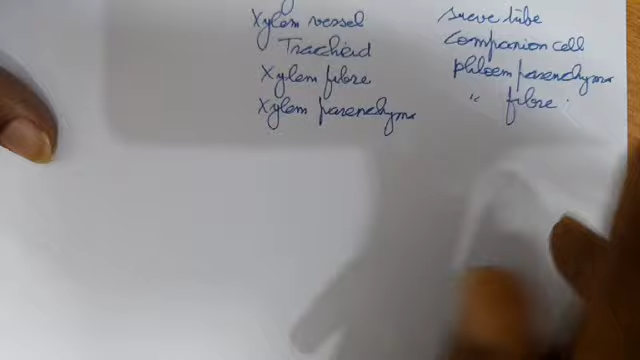 Xylem vessel
Tracheid
Xylem fibre
Xylem parenchyma
sieve tube
Companion cell
phloem parenchyma
" fibre.